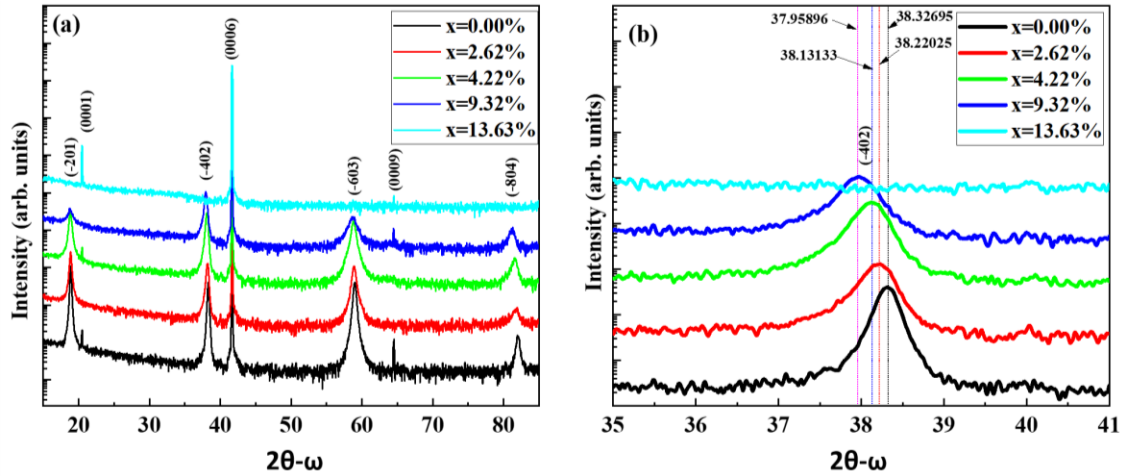 (a)
x=0.00%
x=2.62%
x=4.22%
x=9.32%
x=13.63%
(-201)
(0001)
(-402)
(0006)
(-603)
(0009)
(-804)
Intensity (arb. units)
20 30 40 50 60 70 80
2θ-ω
(b)
37.95896
38.13133
38.32695
38.22025
x=0.00%
x=2.62%
x=4.22%
x=9.32%
x=13.63%
(-402)
Intensity (arb. units)
35 36 37 38 39 40 41
2θ-ω